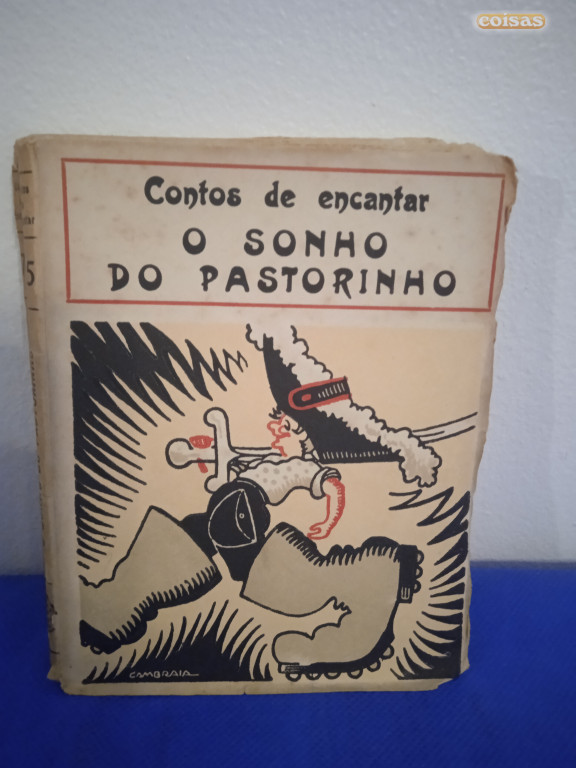 coisas
Contos de encantar
O SONHO
DO PASTORINHO
CAMBRAIA